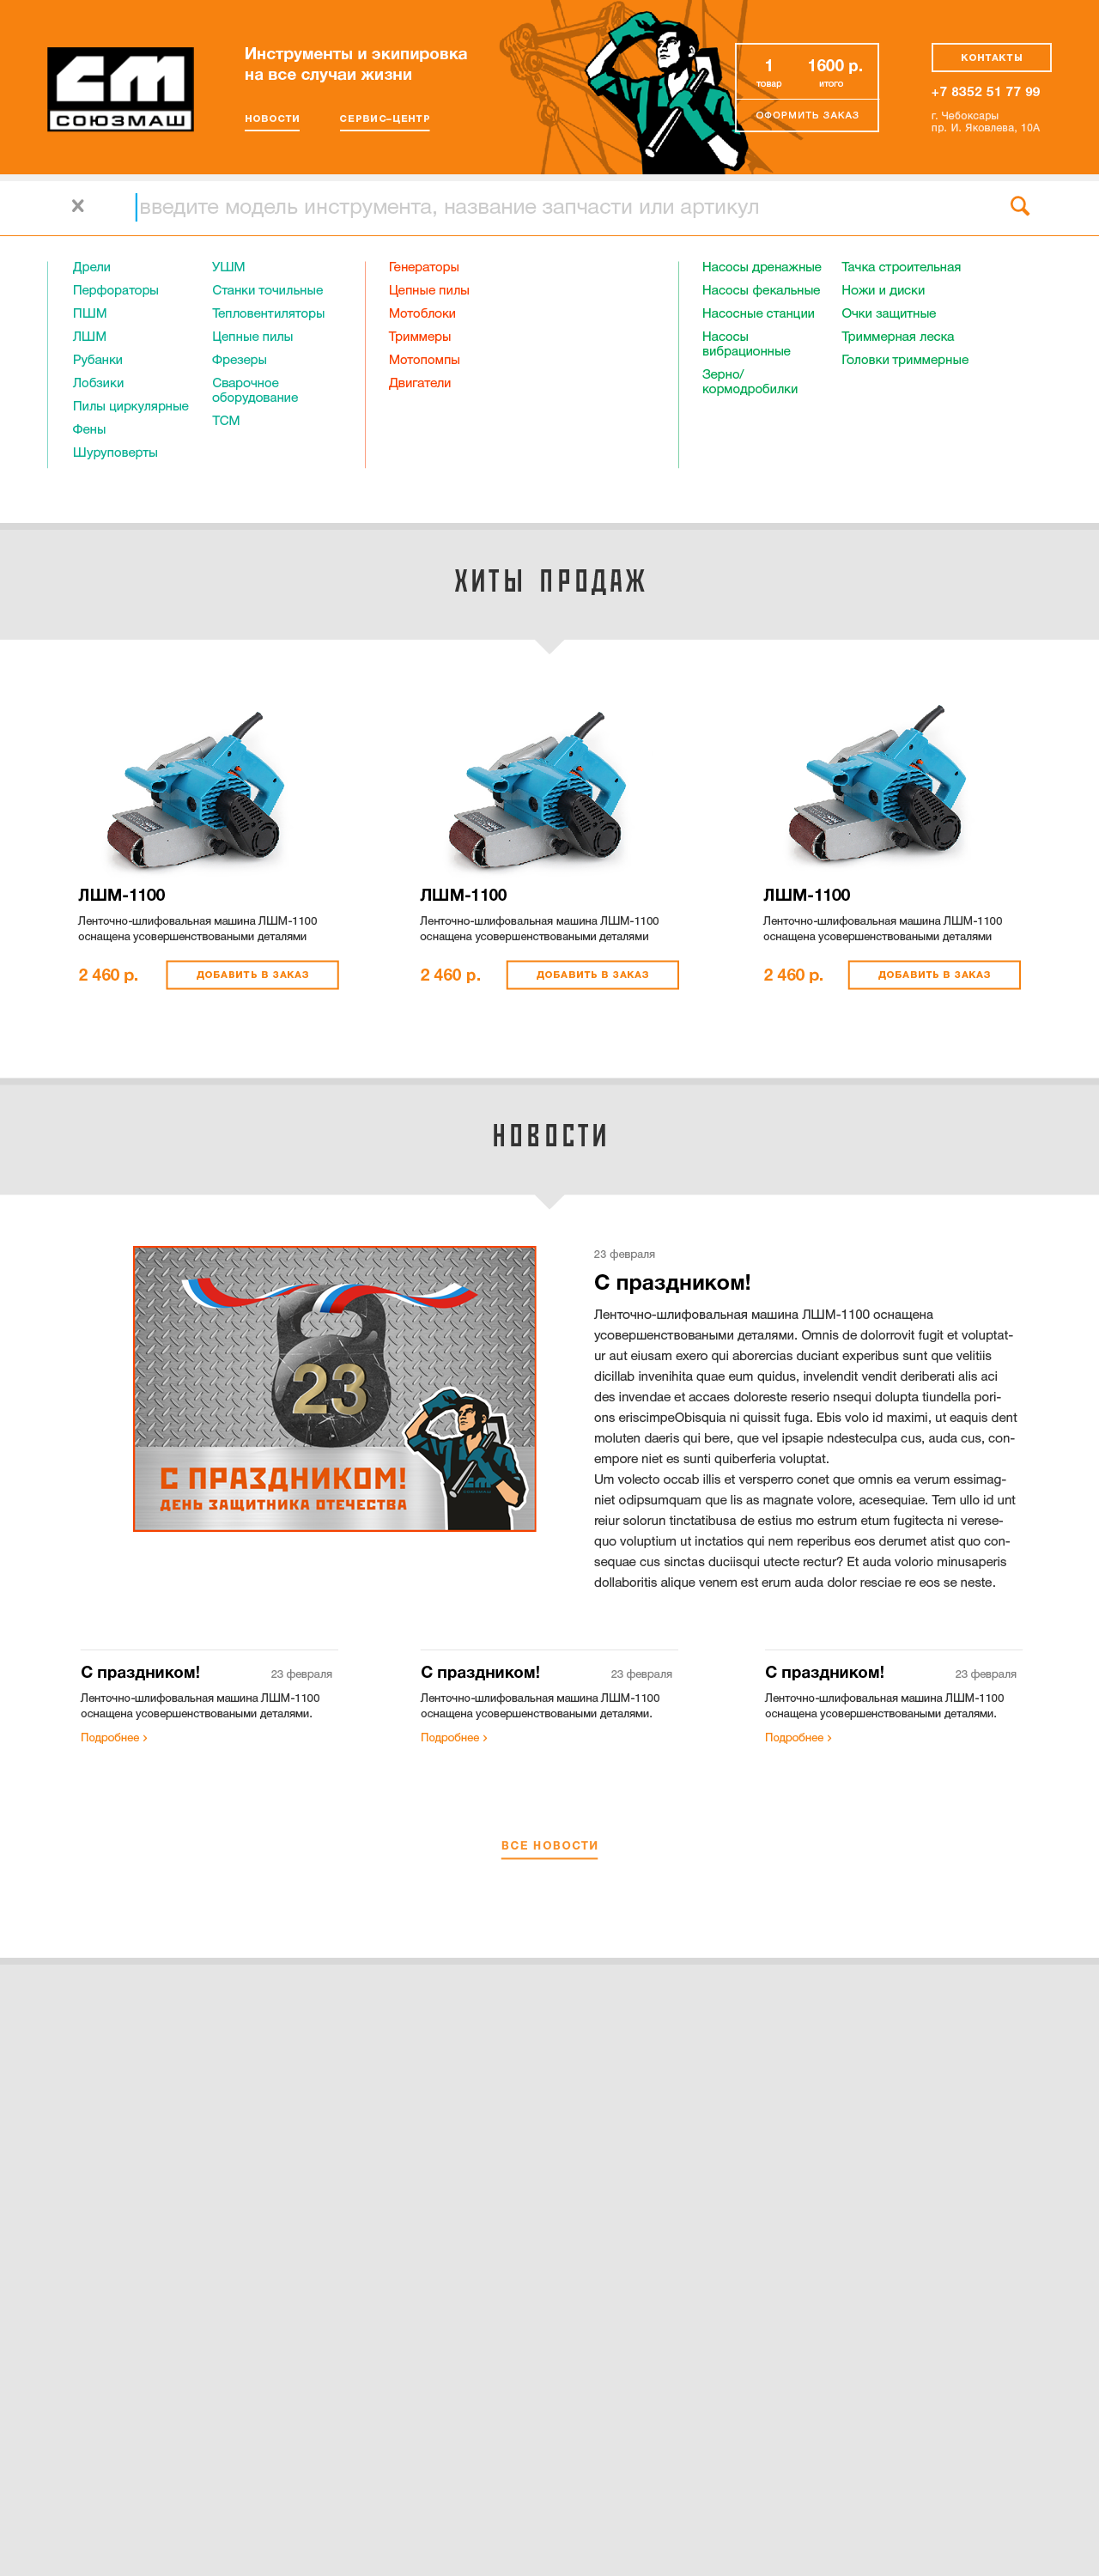 СМ
СОЮЗМАШ
Инструменты и экипировка
на все случаи жизни
НОВОСТИ
СЕРВИС–ЦЕНТР
1
товар
1600 р.
итого
ОФОРМИТЬ ЗАКАЗ
КОНТАКТЫ
+7 8352 51 77 99
г. Чебоксары
пр. И. Яковлева, 10А
введите модель инструмента, название запчасти или артикул
Дрели
Перфораторы
ПШМ
ЛШМ
Рубанки
Лобзики
Пилы циркулярные
Фены
Шуруповерты
УШМ
Станки точильные
Тепловентиляторы
Цепные пилы
Фрезеры
Сварочное
оборудование
ТСМ
Генераторы
Цепные пилы
Мотоблоки
Триммеры
Мотопомпы
Двигатели
Насосы дренажные
Насосы фекальные
Насосные станции
Насосы
вибрационные
Зерно/
кормодробилки
Тачка строительная
Ножи и диски
Очки защитные
Триммерная леска
Головки триммерные
ХИТЫ ПРОДАЖ
ЛШМ-1100
Ленточно-шлифовальная машина ЛШМ-1100
оснащена усовершенствоваными деталями
2 460 р.
ДОБАВИТЬ В ЗАКАЗ
ЛШМ-1100
Ленточно-шлифовальная машина ЛШМ-1100
оснащена усовершенствоваными деталями
2 460 р.
ДОБАВИТЬ В ЗАКАЗ
ЛШМ-1100
Ленточно-шлифовальная машина ЛШМ-1100
оснащена усовершенствоваными деталями
2 460 р.
ДОБАВИТЬ В ЗАКАЗ
НОВОСТИ
23
С ПРАЗДНИКОМ!
ДЕНЬ ЗАЩИТНИКА ОТЕЧЕСТВА
СМ
СОЮЗМАШ
23 февраля
С праздником!
Ленточно-шлифовальная машина ЛШМ-1100 оснащена
усовершенствоваными деталями. Omnis de dolorrovit fugit et voluptat-
ur aut eiusam exero qui aborercias duciant experibus sunt que velitiis
dicillab invenihita quae eum quidus, invelendit vendit deriberati alis aci
des invendae et accaes doloreste reserio nsequi dolupta tiundella pori-
ons eriscimpeObisquia ni quissit fuga. Ebis volo id maximi, ut eaquis dent
moluten daeris qui bere, que vel ipsapie ndesteculpa cus, auda cus, con-
empore niet es sunti quiberferia voluptat.
Um volecto occab illis et versperro conet que omnis ea verum essimag-
niet odipsumquam que lis as magnate volore, acesequiae. Tem ullo id unt
reiur solorun tinctatibusa de estius mo estrum etum fugitecta ni verese-
quo voluptium ut inctatios qui nem reperibus eos derumet atist quo con-
sequae cus sinctas duciisqui utecte rectur? Et auda volorio minusaperis
dollaboritis alique venem est erum auda dolor resciae re eos se neste.
С праздником!
23 февраля
Ленточно-шлифовальная машина ЛШМ-1100
оснащена усовершенствоваными деталями.
Подробнее ›
С праздником!
23 февраля
Ленточно-шлифовальная машина ЛШМ-1100
оснащена усовершенствоваными деталями.
Подробнее ›
С праздником!
23 февраля
Ленточно-шлифовальная машина ЛШМ-1100
оснащена усовершенствоваными деталями.
Подробнее ›
ВСЕ НОВОСТИ